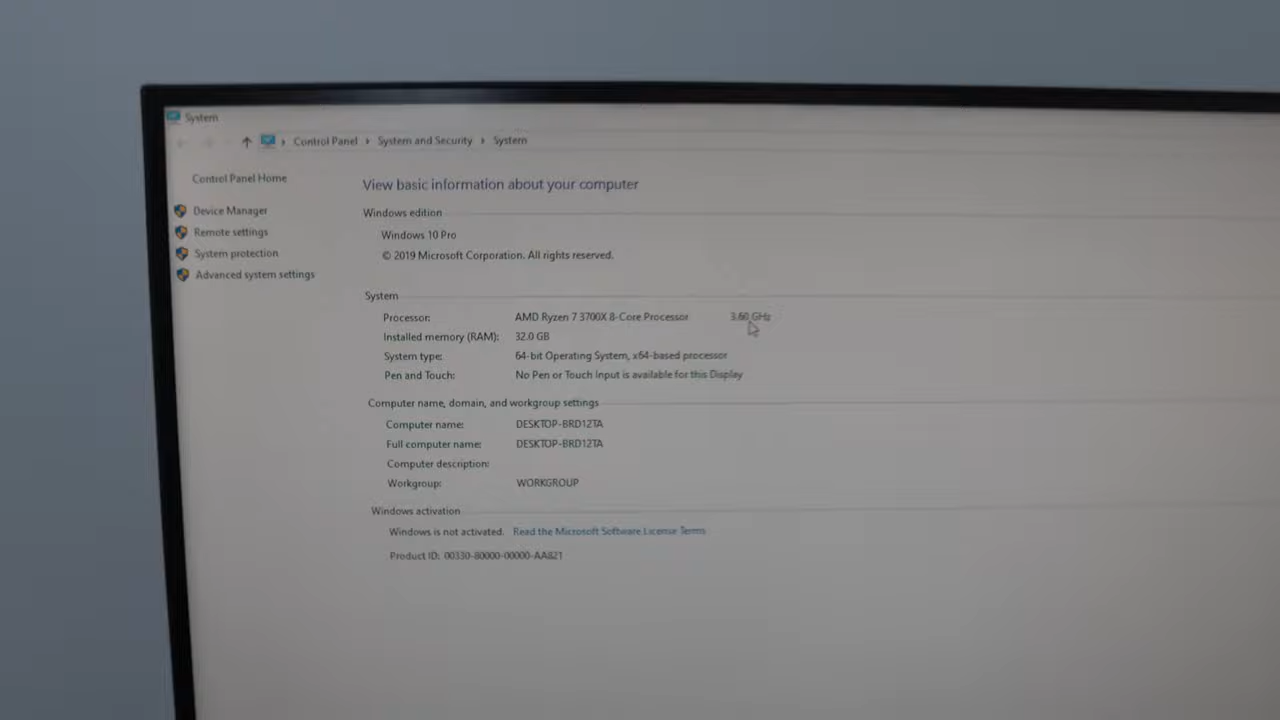 System
Control Panel › System and Security › System
Control Panel Home
Device Manager
Remote settings
System protection
Advanced system settings
View basic information about your computer
Windows edition
Windows 10 Pro
© 2019 Microsoft Corporation. All rights reserved.
System
Processor: AMD Ryzen 7 3700X 8-Core Processor 3.60 GHz
Installed memory (RAM): 32.0 GB
System type: 64-bit Operating System, x64-based processor
Pen and Touch: No Pen or Touch Input is available for this Display
Computer name, domain, and workgroup settings
Computer name: DESKTOP-BRD12TA
Full computer name: DESKTOP-BRD12TA
Computer description:
Workgroup: WORKGROUP
Windows activation
Windows is not activated. Read the Microsoft Software License Terms
Product ID: 00330-80000-00000-AA821